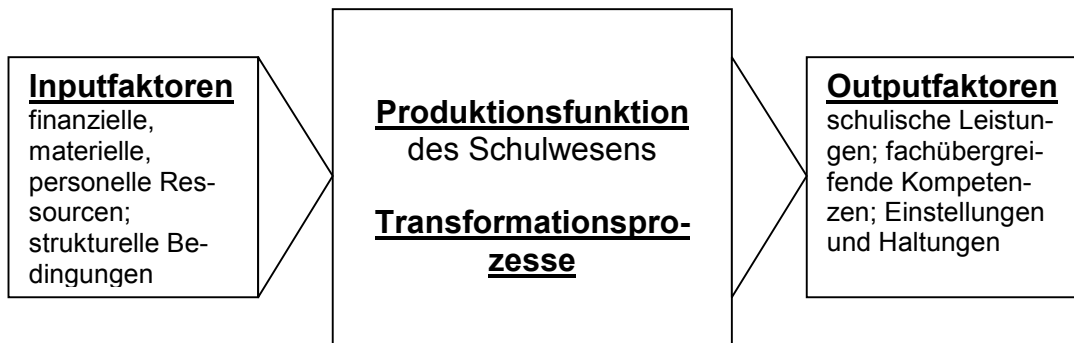 Inputfaktoren
finanzielle,
materielle,
personelle Res-
sourcen;
strukturelle Be-
dingungen
Produktionsfunktion
des Schulwesens
Transformationspro-
zesse
Outputfaktoren
schulische Leistun-
gen; fachübergrei-
fende Kompeten-
zen; Einstellungen
und Haltungen